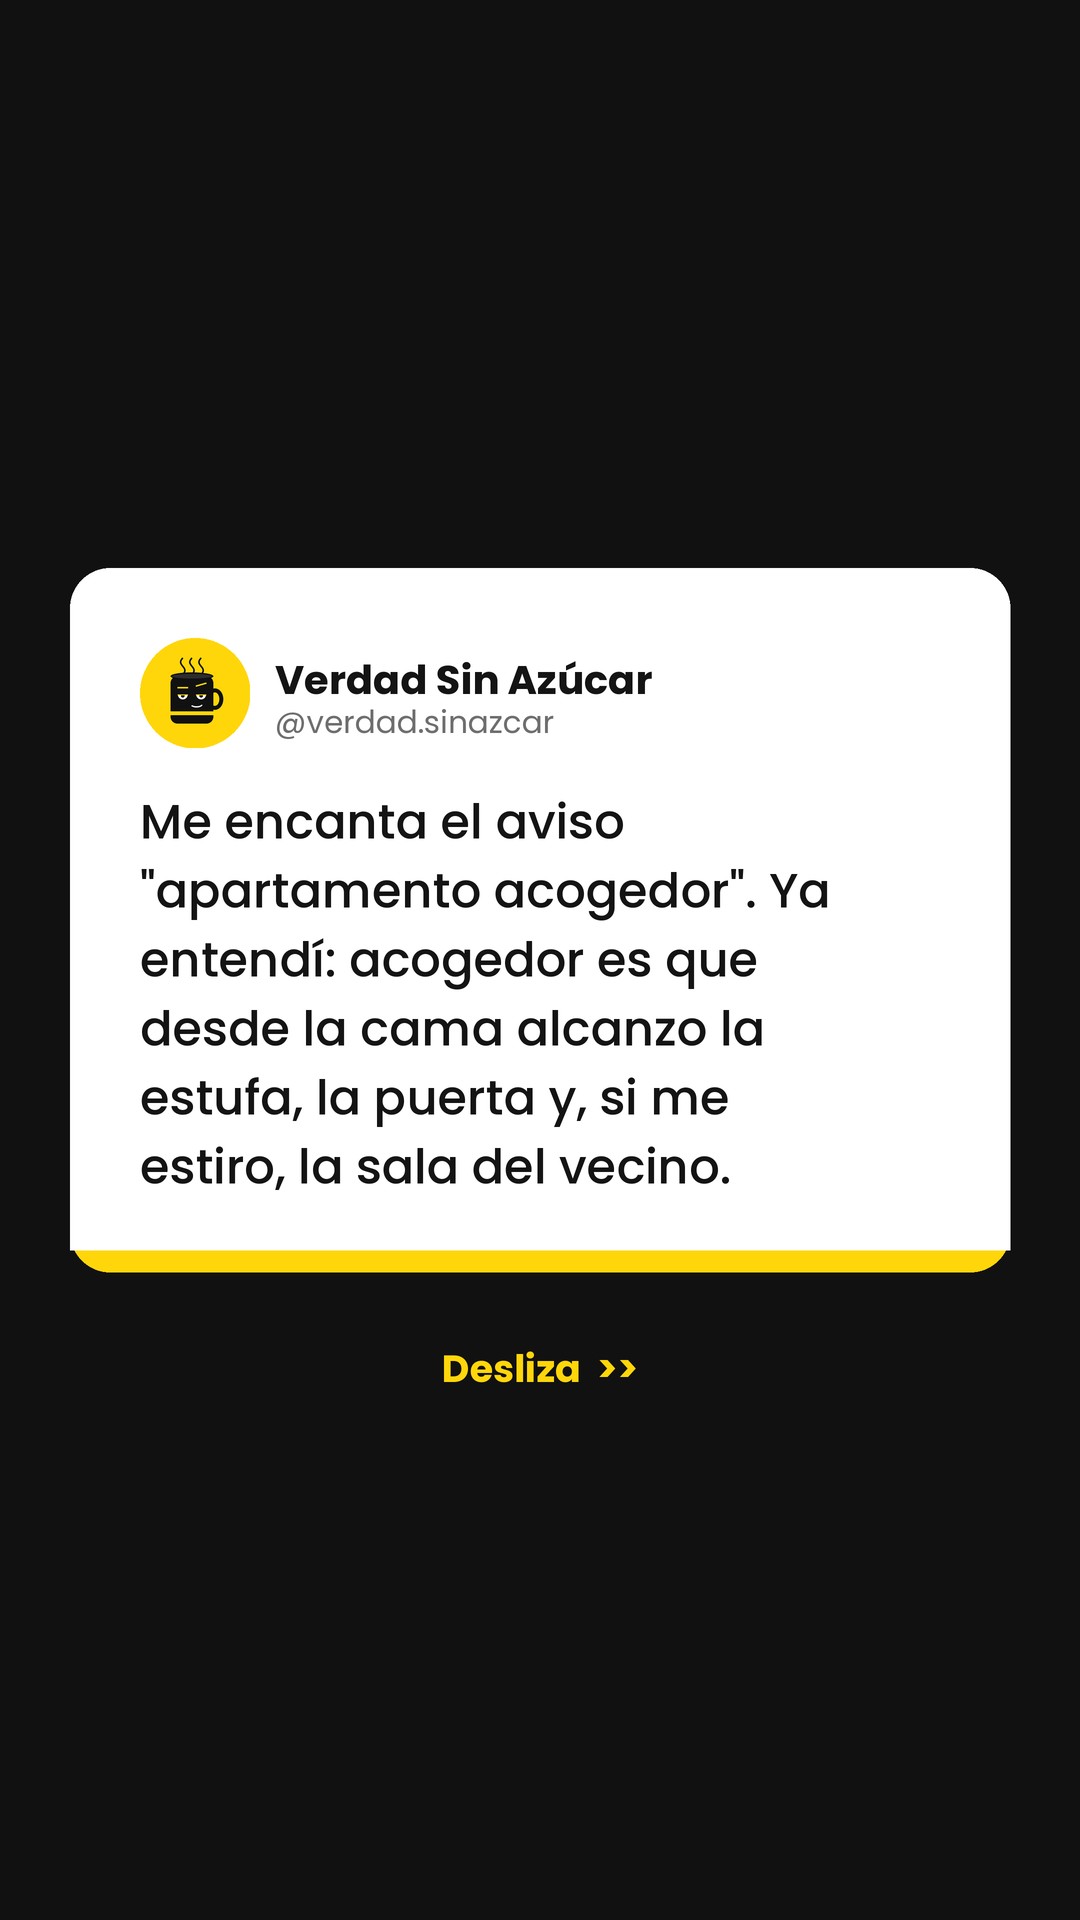 Verdad Sin Azúcar
@verdad.sinazcar
Me encanta el aviso
"apartamento acogedor". Ya
entendí: acogedor es que
desde la cama alcanzo la
estufa, la puerta y, si me
estiro, la sala del vecino.
Desliza >>